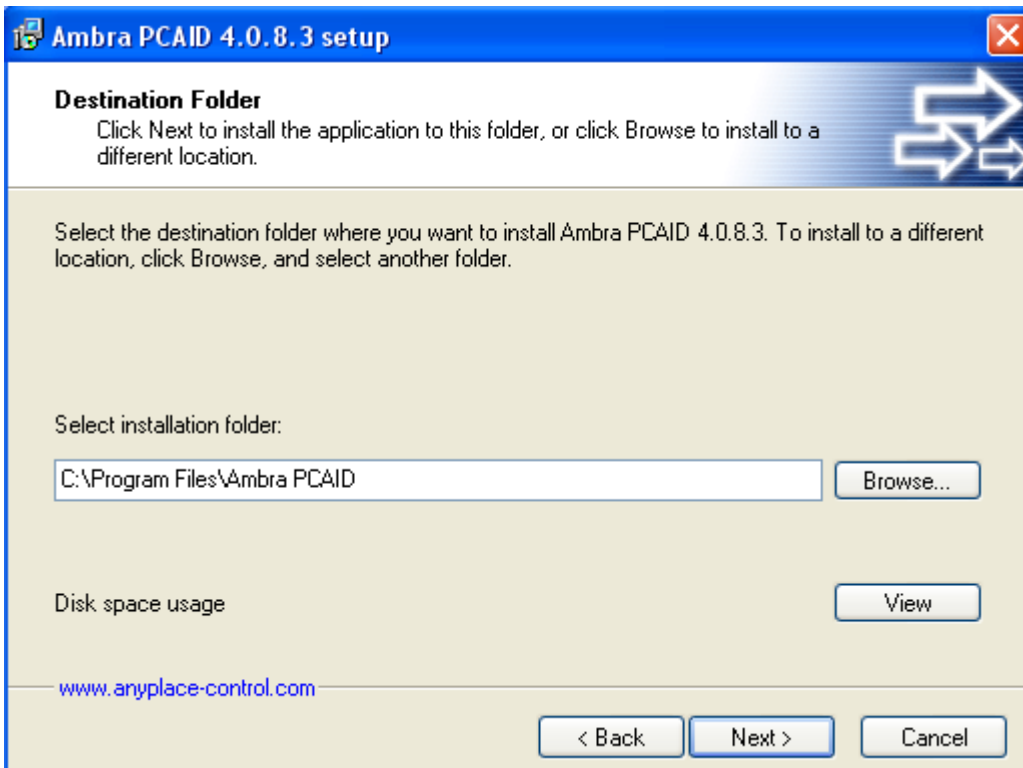 Ambra PCAID 4.0.8.3 setup
Destination Folder
Click Next to install the application to this folder, or click Browse to install to a
different location.
Select the destination folder where you want to install Ambra PCAID 4.0.8.3. To install to a different
location, click Browse, and select another folder.
Select installation folder:
C:\Program Files\Ambra PCAID
Browse...
Disk space usage
View
www.anyplace-control.com
< Back
Next >
Cancel